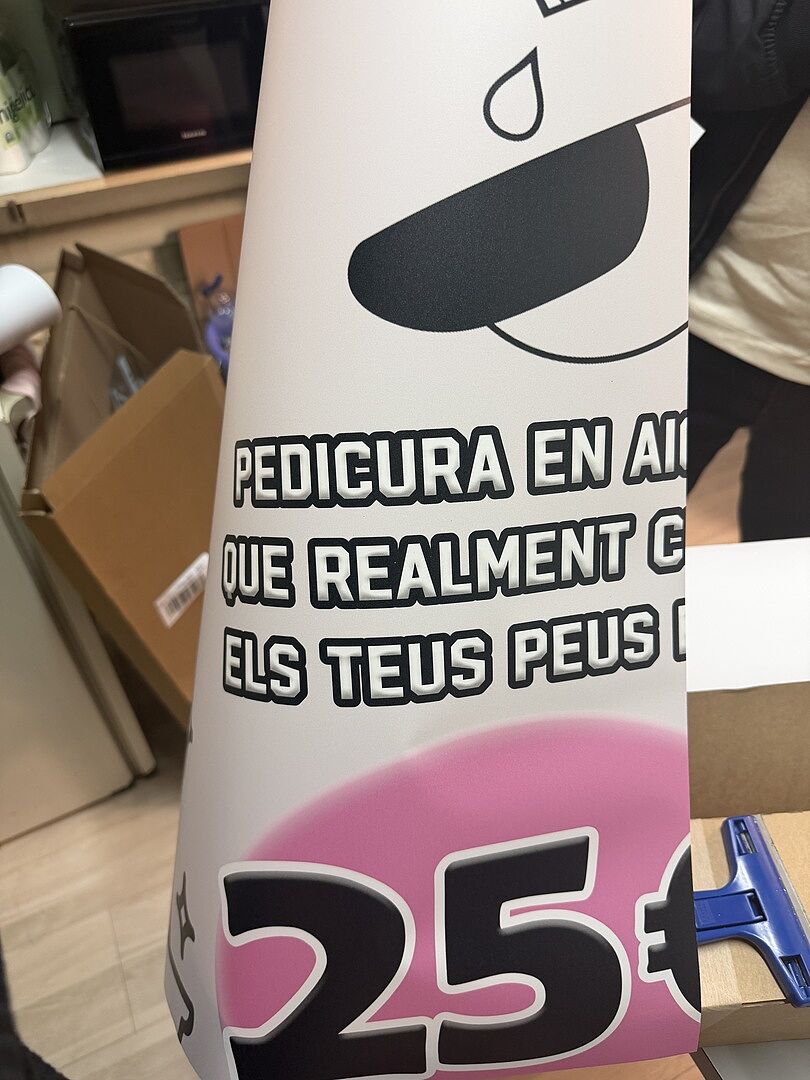 PEDICURA EN
QUE REALMENT
ELS TEUS PEUS
25€